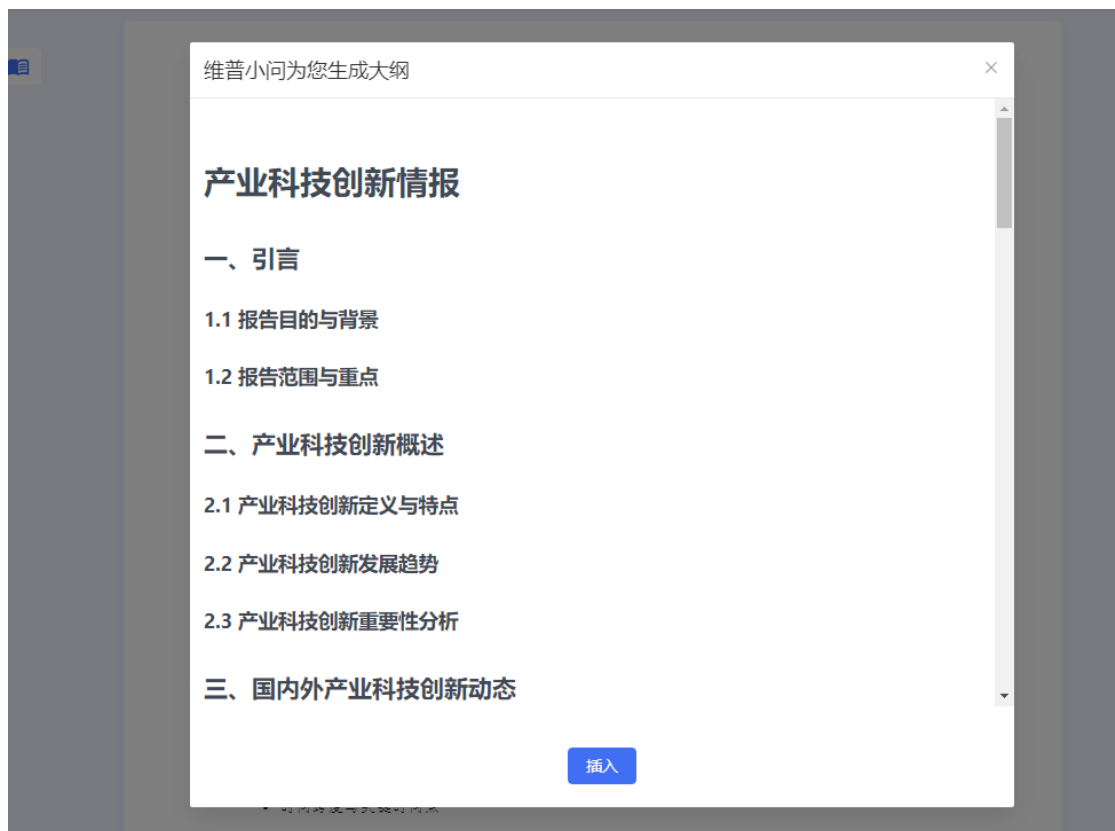 维普小问为您生成大纲
产业科技创新情报
一、引言
1.1 报告目的与背景
1.2 报告范围与重点
二、产业科技创新概述
2.1 产业科技创新定义与特点
2.2 产业科技创新发展趋势
2.3 产业科技创新重要性分析
三、国内外产业科技创新动态
插入